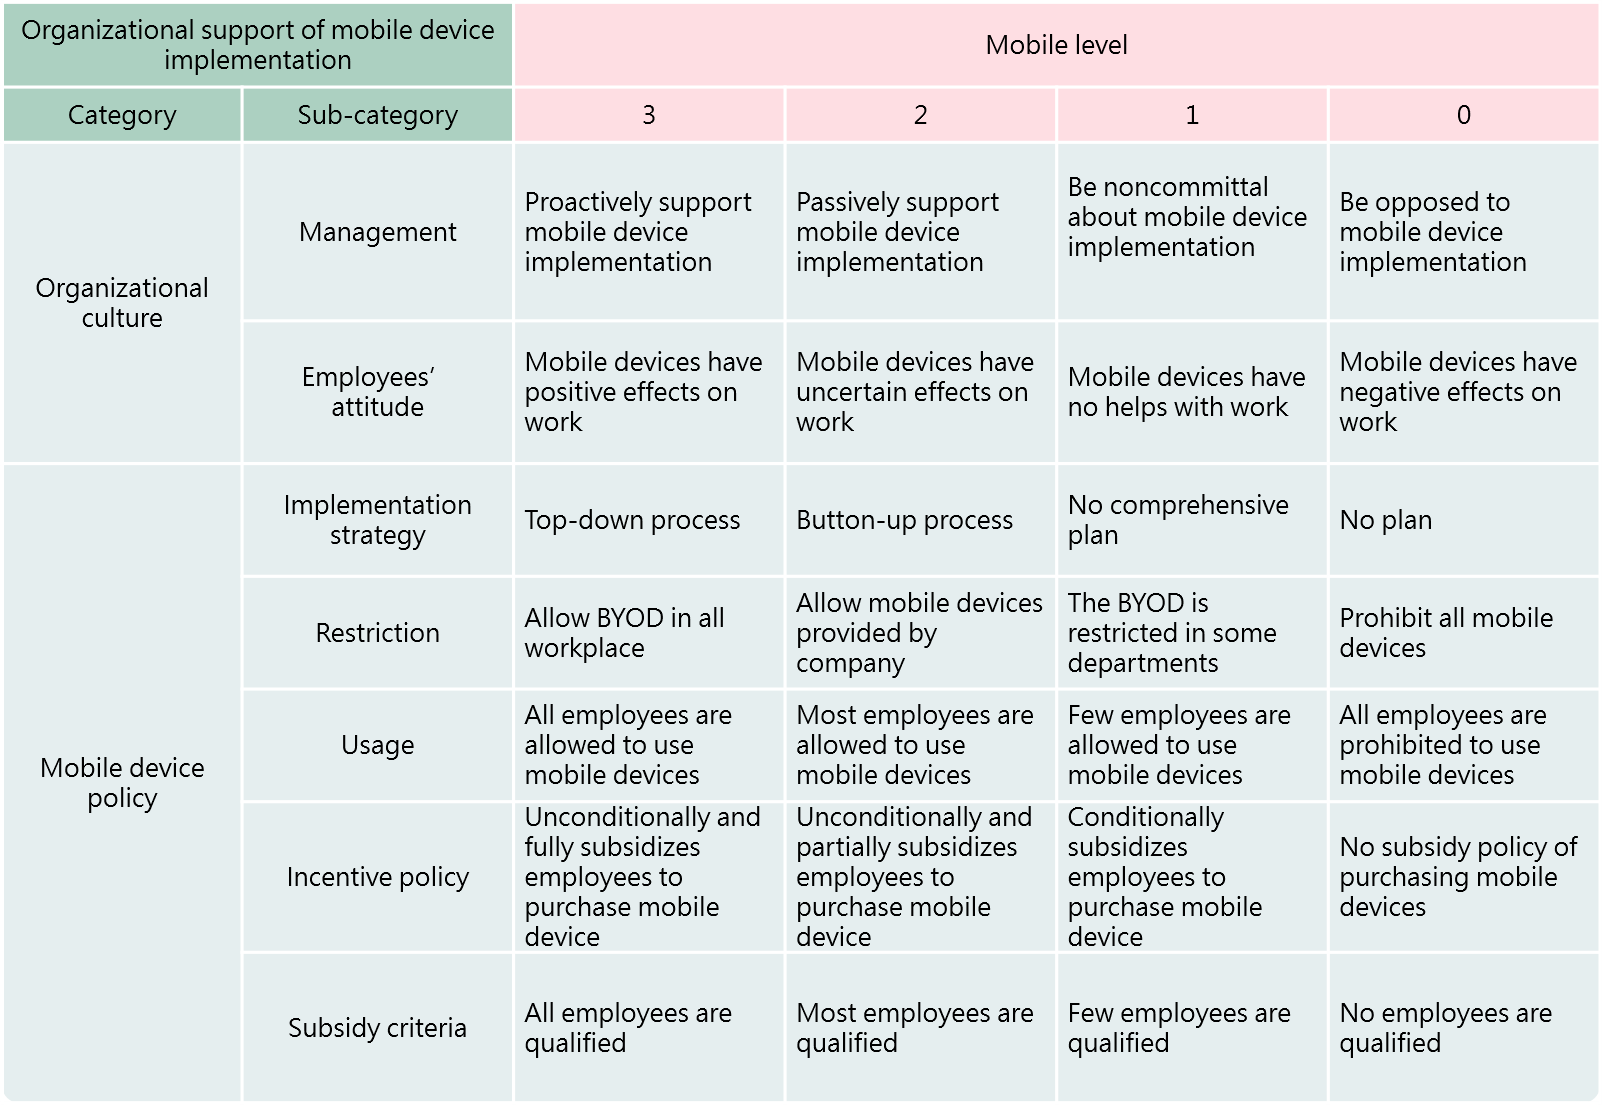 Organizational support of mobile device
implementation
Mobile level
Category
Sub-category
3
2
1
0
Organizational
culture
Management
Proactively support
mobile device
implementation
Passively support
mobile device
implementation
Be noncommittal
about mobile device
implementation
Be opposed to
mobile device
implementation
Employees‘
attitude
Mobile devices have
positive effects on
work
Mobile devices have
uncertain effects on
work
Mobile devices have
no helps with work
Mobile devices have
negative effects on
work
Mobile device
policy
Implementation
strategy
Top-down process
Button-up process
No comprehensive
plan
No plan
Restriction
Allow BYOD in all
workplace
Allow mobile devices
provided by
company
The BYOD is
restricted in some
departments
Prohibit all mobile
devices
Usage
All employees are
allowed to use
mobile devices
Most employees are
allowed to use
mobile devices
Few employees are
allowed to use
mobile devices
All employees are
prohibited to use
mobile devices
Incentive policy
Unconditionally and
fully subsidizes
employees to
purchase mobile
device
Unconditionally and
partially subsidizes
employees to
purchase mobile
device
Conditionally
subsidizes
employees to
purchase mobile
device
No subsidy policy of
purchasing mobile
devices
Subsidy criteria
All employees are
qualified
Most employees are
qualified
Few employees are
qualified
No employees are
qualified